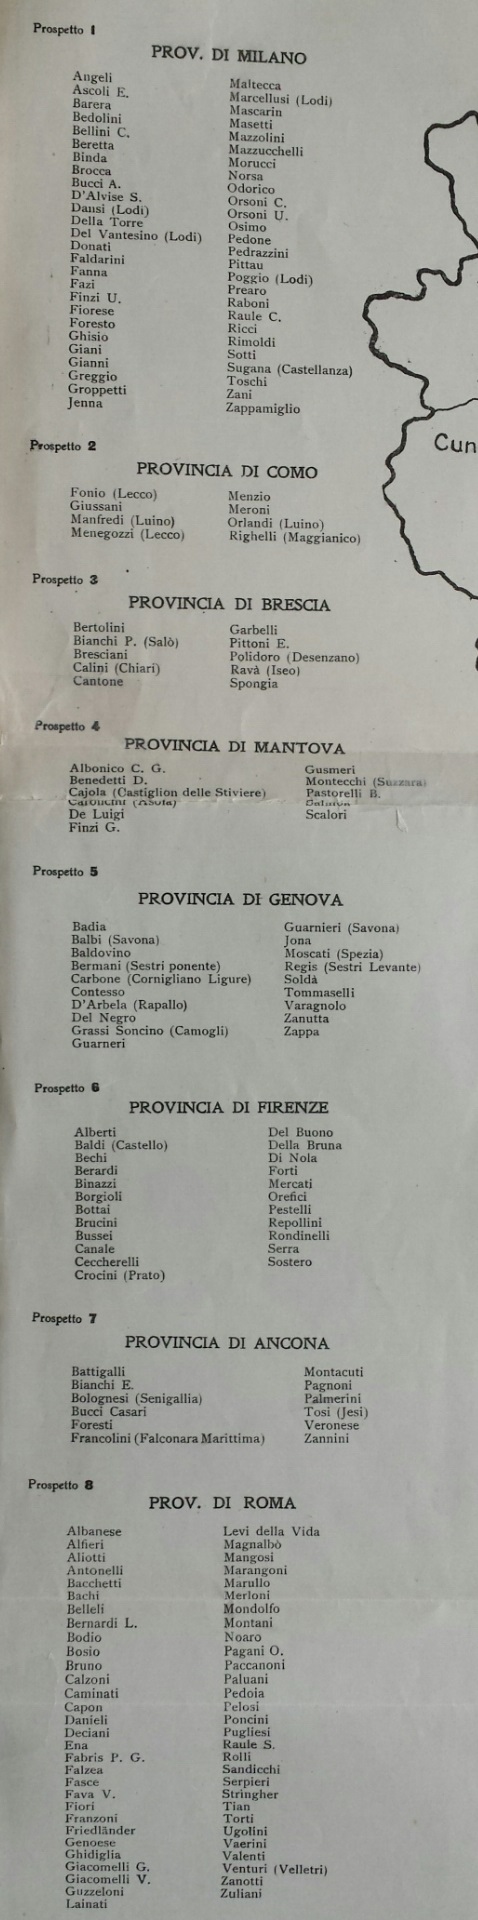 Prospetto 1
PROV. DI MILANO
Angeli
Ascoli E.
Barera
Bedolini
Bellini C.
Beretta
Binda
Brocca
Bucci A.
D'Alvise S.
Dansi (Lodi)
Della Torre
Del Vantesino (Lodi)
Donati
Faldarini
Fanna
Fazi
Finzi U.
Fiorese
Foresto
Ghisio
Giani
Gianni
Greggio
Groppetti
Jenna
Maltecca
Marcellusi (Lodi)
Mascarin
Masetti
Mazzolini
Mazzucchelli
Morucci
Norsa
Odorico
Orsoni C.
Orsoni U.
Osimo
Pedone
Pedrazzini
Pittau
Poggio (Lodi)
Prearo
Raboni
Raule C.
Ricci
Rimoldi
Sotti
Sugana (Castellanza)
Toschi
Zani
Zappamiglio
Cun
Prospetto 2
PROVINCIA DI COMO
Fonio (Lecco)
Giussani
Manfredi (Luino)
Menegozzi (Lecco)
Menzio
Meroni
Orlandi (Luino)
Righelli (Maggianico)
Prospetto 3
PROVINCIA DI BRESCIA
Bertolini
Bianchi P. (Salò)
Bresciani
Calini (Chiari)
Cantone
Garbelli
Pittoni E.
Polidoro (Desenzano)
Ravà (Iseo)
Spongia
Prospetto 4
PROVINCIA DI MANTOVA
Albonico C. G.
Benedetti D.
Cajola (Castiglion delle Stiviere)
(Asola)
De Luigi
Finzi G.
Gusmeri
Montecchi (Suzzara)
Pastorelli B.
Scalori
Prospetto 5
PROVINCIA DI GENOVA
Badia
Balbi (Savona)
Baldovino
Bermani (Sestri ponente)
Carbone (Cornigliano Ligure)
Contesso
D'Arbela (Rapallo)
Del Negro
Grassi Soncino (Camogli)
Guarneri
Guarnieri (Savona)
Jona
Moscati (Spezia)
Regis (Sestri Levante)
Soldà
Tommaselli
Varagnolo
Zanutta
Zappa
Prospetto 6
PROVINCIA DI FIRENZE
Alberti
Baldi (Castello)
Bechi
Berardi
Binazzi
Borgioli
Bottai
Brucini
Bussei
Canale
Ceccherelli
Crocini (Prato)
Del Buono
Della Bruna
Di Nola
Forti
Mercati
Orefici
Pestelli
Repollini
Rondinelli
Serra
Sostero
Prospetto 7
PROVINCIA DI ANCONA
Battigalli
Bianchi E.
Bolognesi (Senigallia)
Bucci Casari
Foresti
Francolini (Falconara Marittima)
Montacuti
Pagnoni
Palmerini
Tosi (Jesi)
Veronese
Zannini
Prospetto 8
PROV. DI ROMA
Albanese
Alfieri
Aliotti
Antonelli
Bacchetti
Bachi
Belleli
Bernardi L.
Bodio
Bosio
Bruno
Calzoni
Caminati
Capon
Danieli
Deciani
Ena
Fabris P. G.
Falzea
Fasce
Fava V.
Fiori
Franzoni
Friedländer
Genoese
Ghidiglia
Giacomelli G.
Giacomelli V.
Guzzeloni
Lainati
Levi della Vida
Magnalbò
Mangosi
Marangoni
Marullo
Merloni
Mondolfo
Montani
Noaro
Pagani O.
Paccanoni
Paluani
Pedoia
Pelosi
Poncini
Pugliesi
Raule S.
Rolli
Sandicchi
Serpieri
Stringher
Tian
Torti
Ugolini
Vaerini
Valenti
Venturi (Velletri)
Zanotti
Zuliani